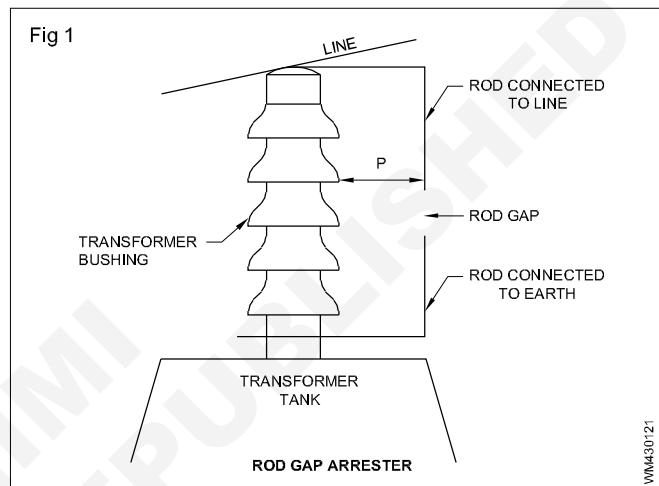 Fig 1
LINE
ROD CONNECTED
TO LINE
P
ROD GAP
TRANSFORMER
BUSHING
ROD CONNECTED
TO EARTH
TRANSFORMER
TANK
ROD GAP ARRESTER
WM430121